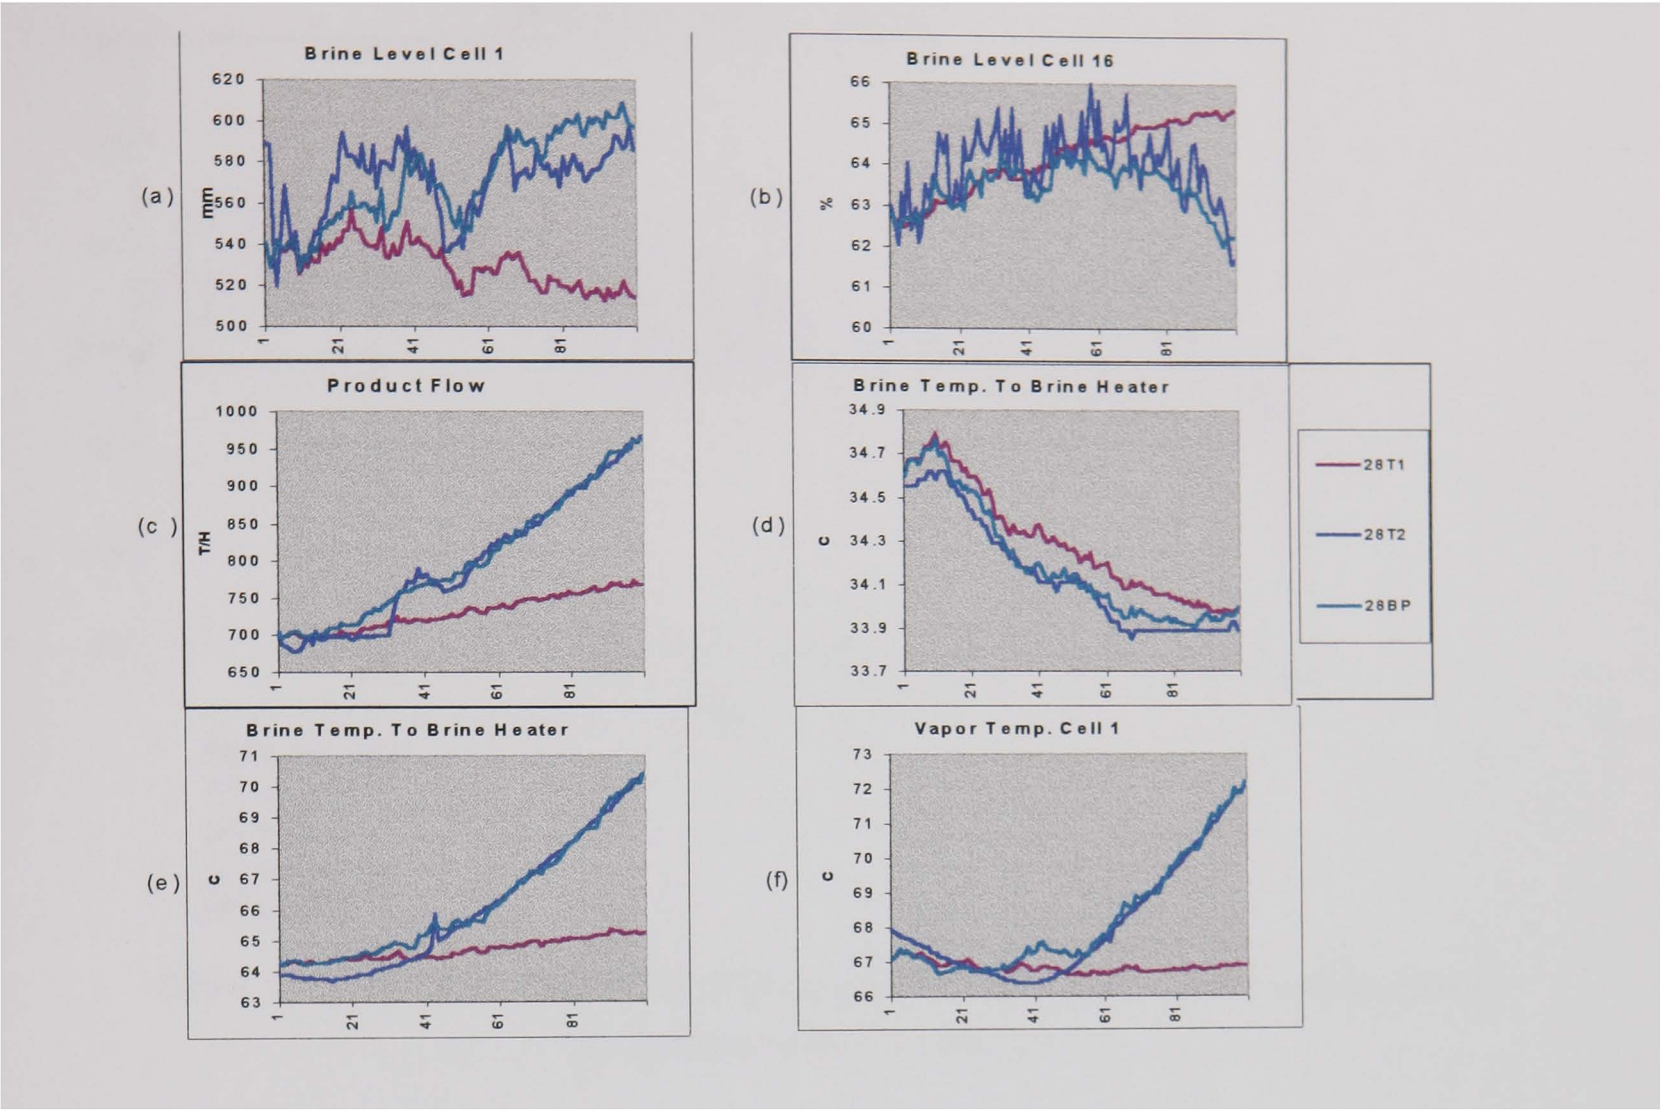 Brine Level Cell 1
620
600
580
560
540
520
500
mm
1 21 41 61 81
(a)
Brine Level Cell 16
66
65
64
63
62
61
60
%
1 21 41 61 81
(b)
Product Flow
1000
950
900
850
800
750
700
650
T/H
1 21 41 61 81
(c )
Brine Temp. To Brine Heater
34.9
34.7
34.5
34.3
34.1
33.9
33.7
C
1 21 41 61 81
(d)
28T1
28T2
28BP
Brine Temp. To Brine Heater
71
70
69
68
67
66
65
64
63
C
1 21 41 61 81
(e)
Vapor Temp. Cell 1
73
72
71
70
69
68
67
66
C
1 21 41 61 81
(f)